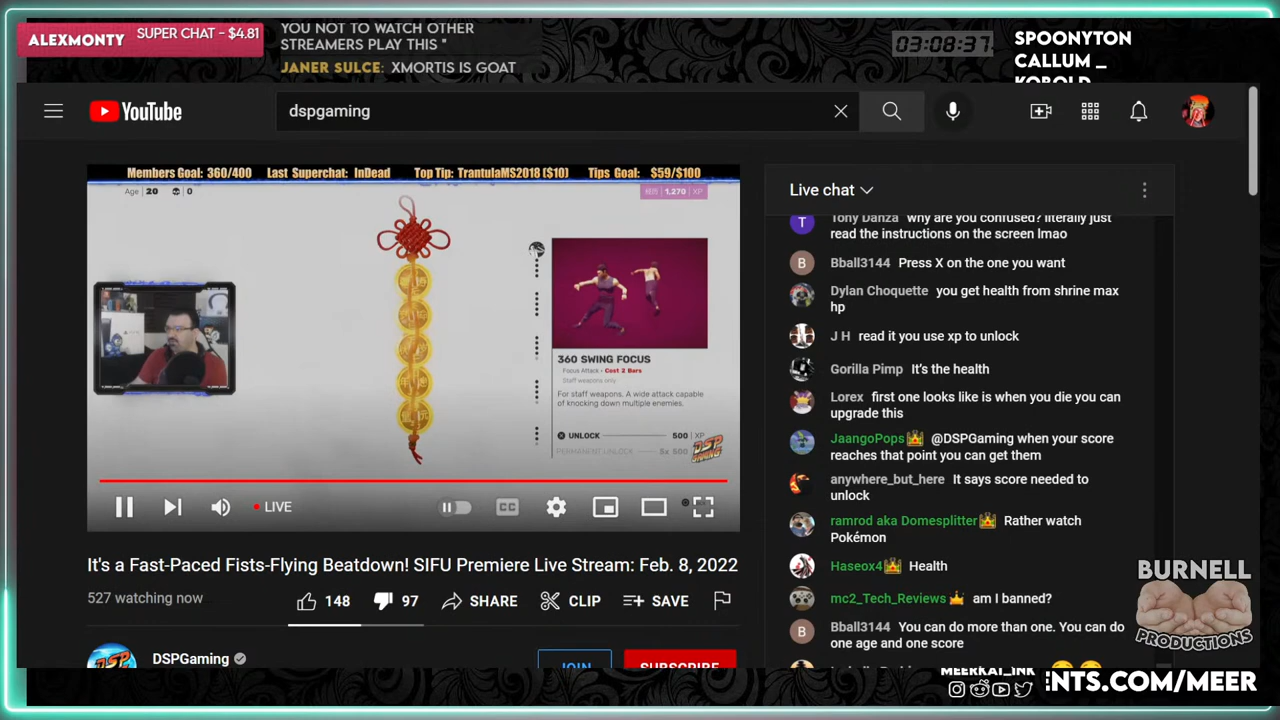 ALEXMONTY SUPER CHAT - $4.81
YOU NOT TO WATCH OTHER
STREAMERS PLAY THIS "
JANER SULCE: XMORTIS IS GOAT
03:08:37
SPOONYTON
CALLUM _
KOBOLD
YouTube
dspgaming
Members Goal: 360/400 Last Superchat: InDead Top Tip: TrantulaMS2018 ($10) Tips Goal: $59/$100
Age 20 0
1,270 XP
360 SWING FOCUS
Focus Attack - Cost 2 Bars
Staff weapons only
For staff weapons. A wide attack capable
of knocking down multiple enemies.
UNLOCK 500 XP
PERMANENT UNLOCK 5x 500
DSP
GAMING
LIVE
CC
It's a Fast-Paced Fists-Flying Beatdown! SIFU Premiere Live Stream: Feb. 8, 2022
527 watching now
148 97 SHARE CLIP SAVE
DSPGaming
JOIN SUBSCRIBE
Live chat
T Tony Danza why are you confused? literally just
read the instructions on the screen lmao
B Bball3144 Press X on the one you want
Dylan Choquette you get health from shrine max
hp
J H read it you use xp to unlock
Gorilla Pimp It's the health
Lorex first one looks like is when you die you can
upgrade this
JaangoPops @DSPGaming when your score
reaches that point you can get them
anywhere_but_here It says score needed to
unlock
ramrod aka Domesplitter Rather watch
Pokémon
Haseox4 Health
mc2_Tech_Reviews am I banned?
B Bball3144 You can do more than one. You can do
one age and one score
BURNELL
PRODUCTIONS
MEERKAI_INK
NTS.COM/MEER